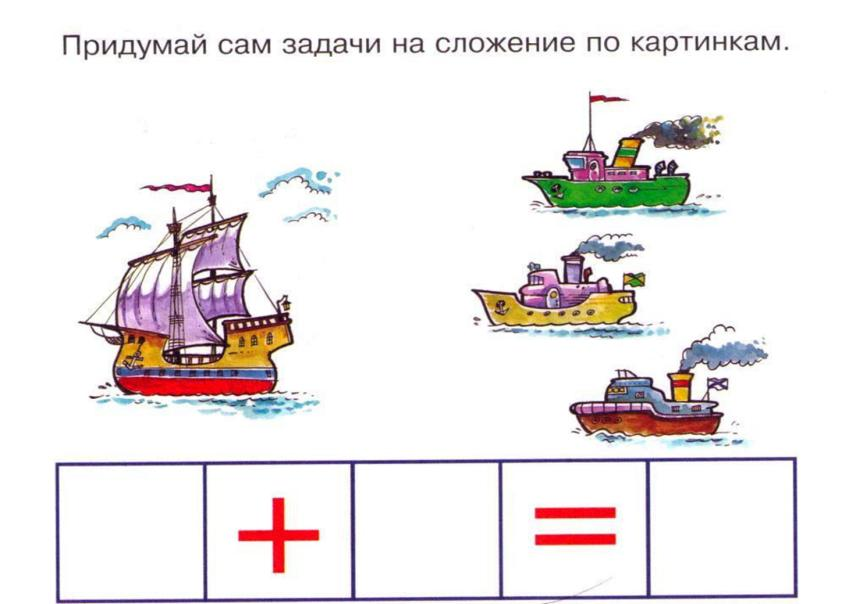 Придумай сам задачи на сложение по картинкам.
+ =